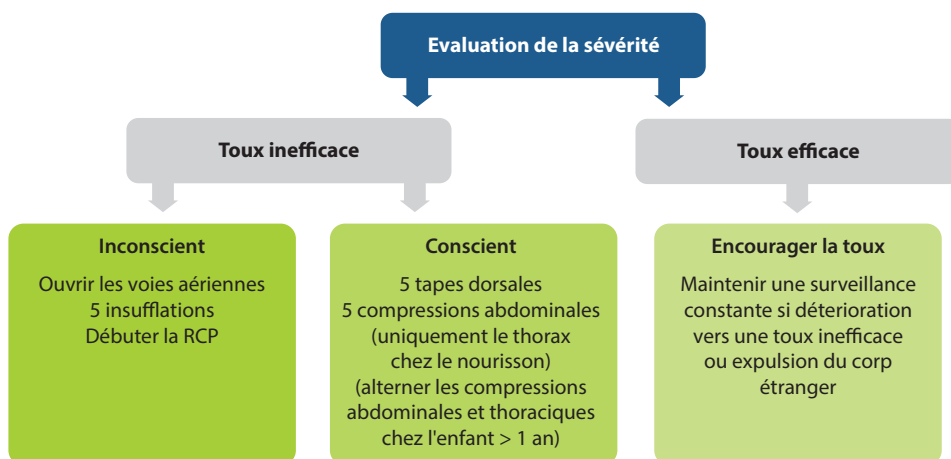 Evaluation de la sévérité
Toux inefficace
Toux efficace
Inconscient
Ouvrir les voies aériennes
5 insufflations
Débuter la RCP
Conscient
5 tapes dorsales
5 compressions abdominales
(uniquement le thorax
chez le nourisson)
(alterner les compressions
abdominales et thoraciques
chez l'enfant > 1 an)
Encourager la toux
Maintenir une surveillance
constante si déterioration
vers une toux inefficace
ou expulsion du corp
étranger